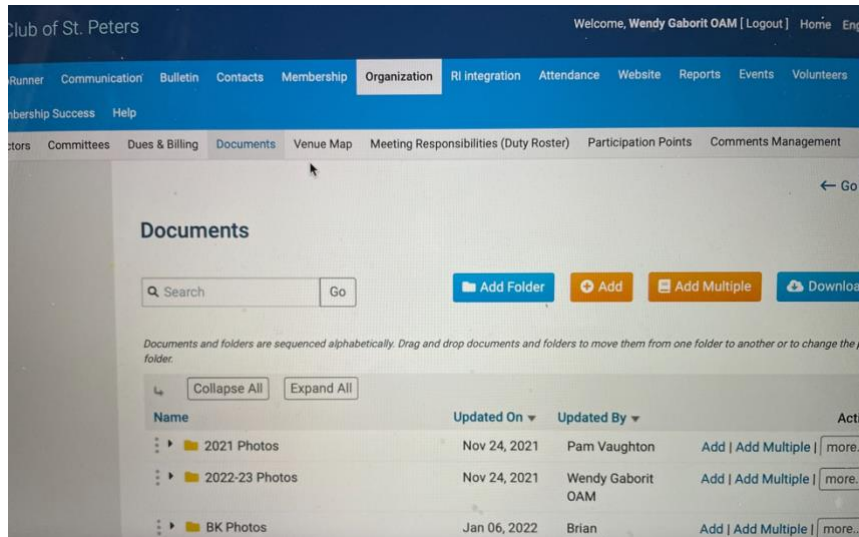 Club of St. Peters
Welcome, Wendy Gaborit OAM [ Logout ] Home
Runner Communication Bulletin Contacts Membership Organization RI integration Attendance Website Reports Events Volunteers
Success Help
Committees Dues & Billing Documents Venue Map Meeting Responsibilities (Duty Roster) Participation Points Comments Management
← Go
Documents
Search Go Add Folder Add Add Multiple
Documents and folders are sequenced alphabetically. Drag and drop documents and folders to move them from one folder to another or to change the
folder.
Collapse All Expand All
Name Updated On Updated By
2021 Photos Nov 24, 2021 Pam Vaughton Add | Add Multiple | more.
2022-23 Photos Nov 24, 2021 Wendy Gaborit Add | Add Multiple | more.
OAM
BK Photos Jan 06, 2022 Brian Add | Add Multiple | more..